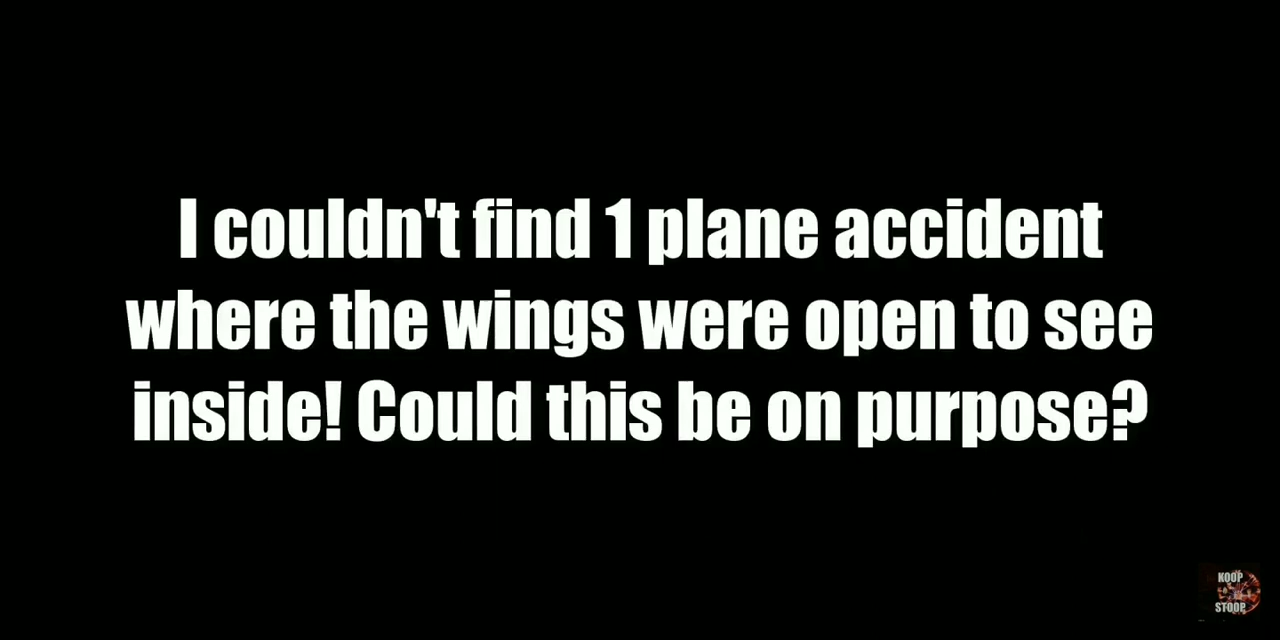 I couldn't find 1 plane accident
where the wings were open to see
inside! Could this be on purpose?
KOOP
STOOP